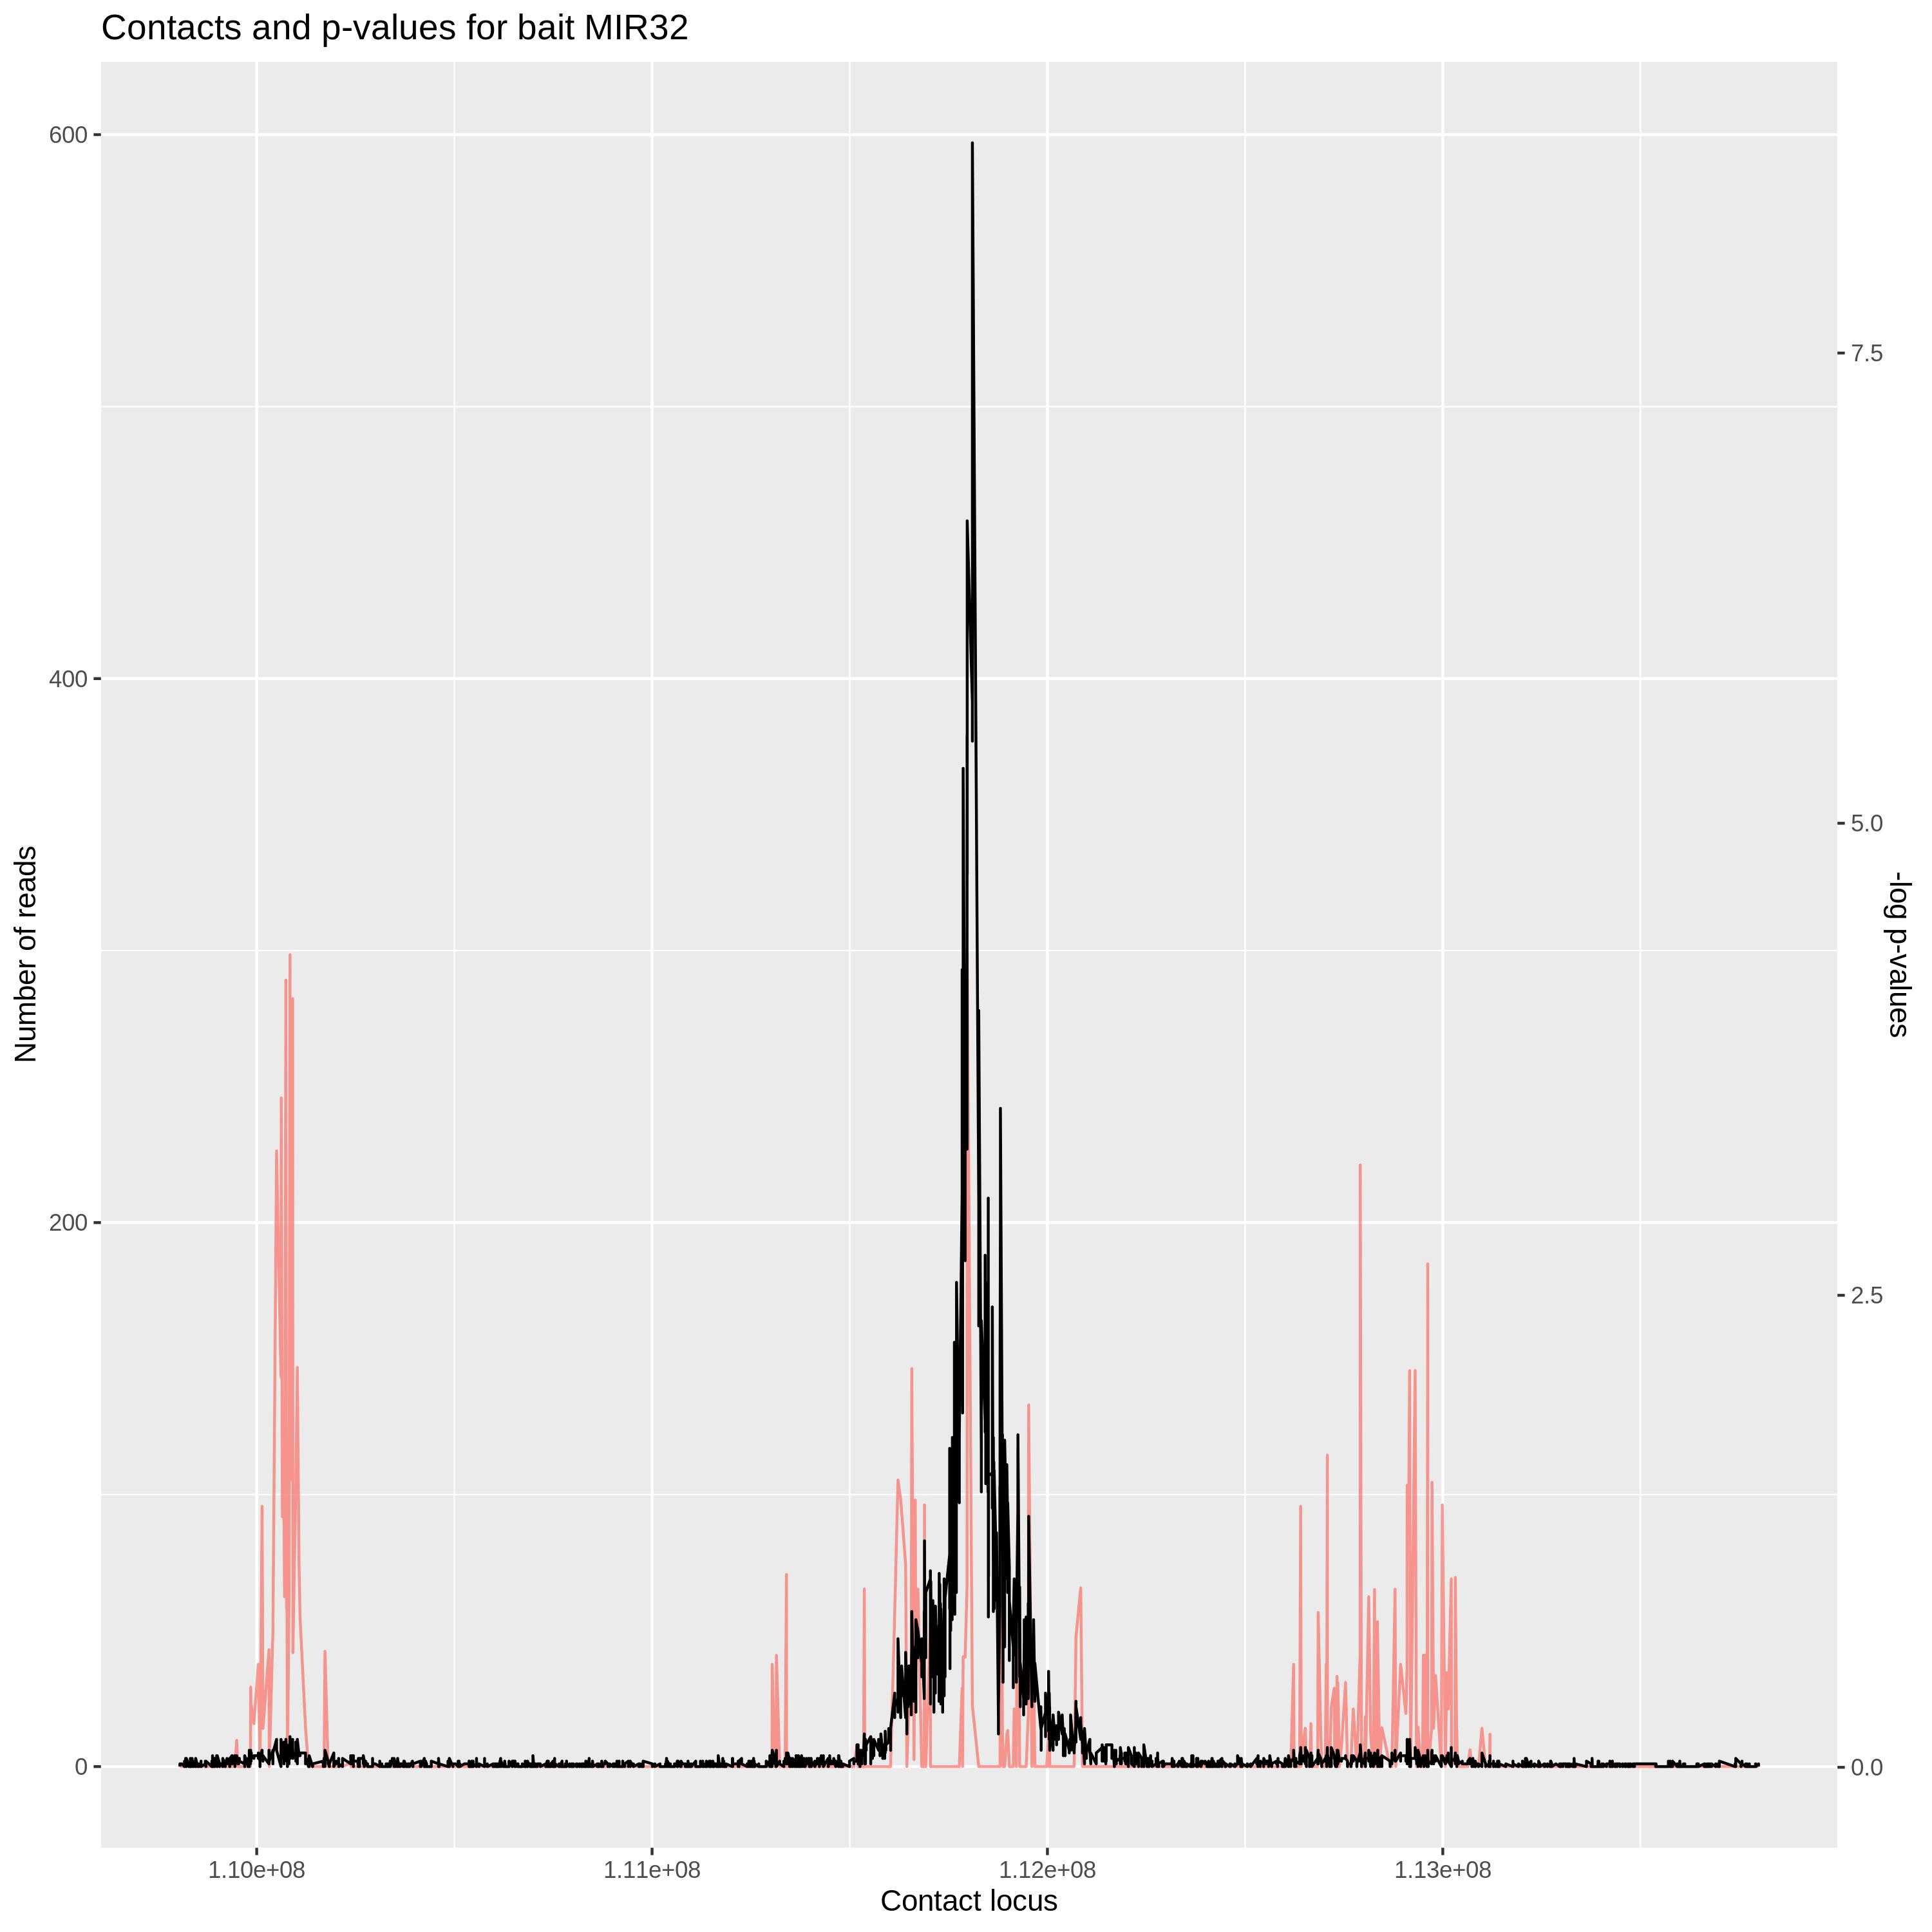 Contacts and p-values for bait MIR32
600
400
200
0
7.5
5.0
2.5
0.0
Number of reads
-log p-values
1.10e+08
1.11e+08
1.12e+08
1.13e+08
Contact locus